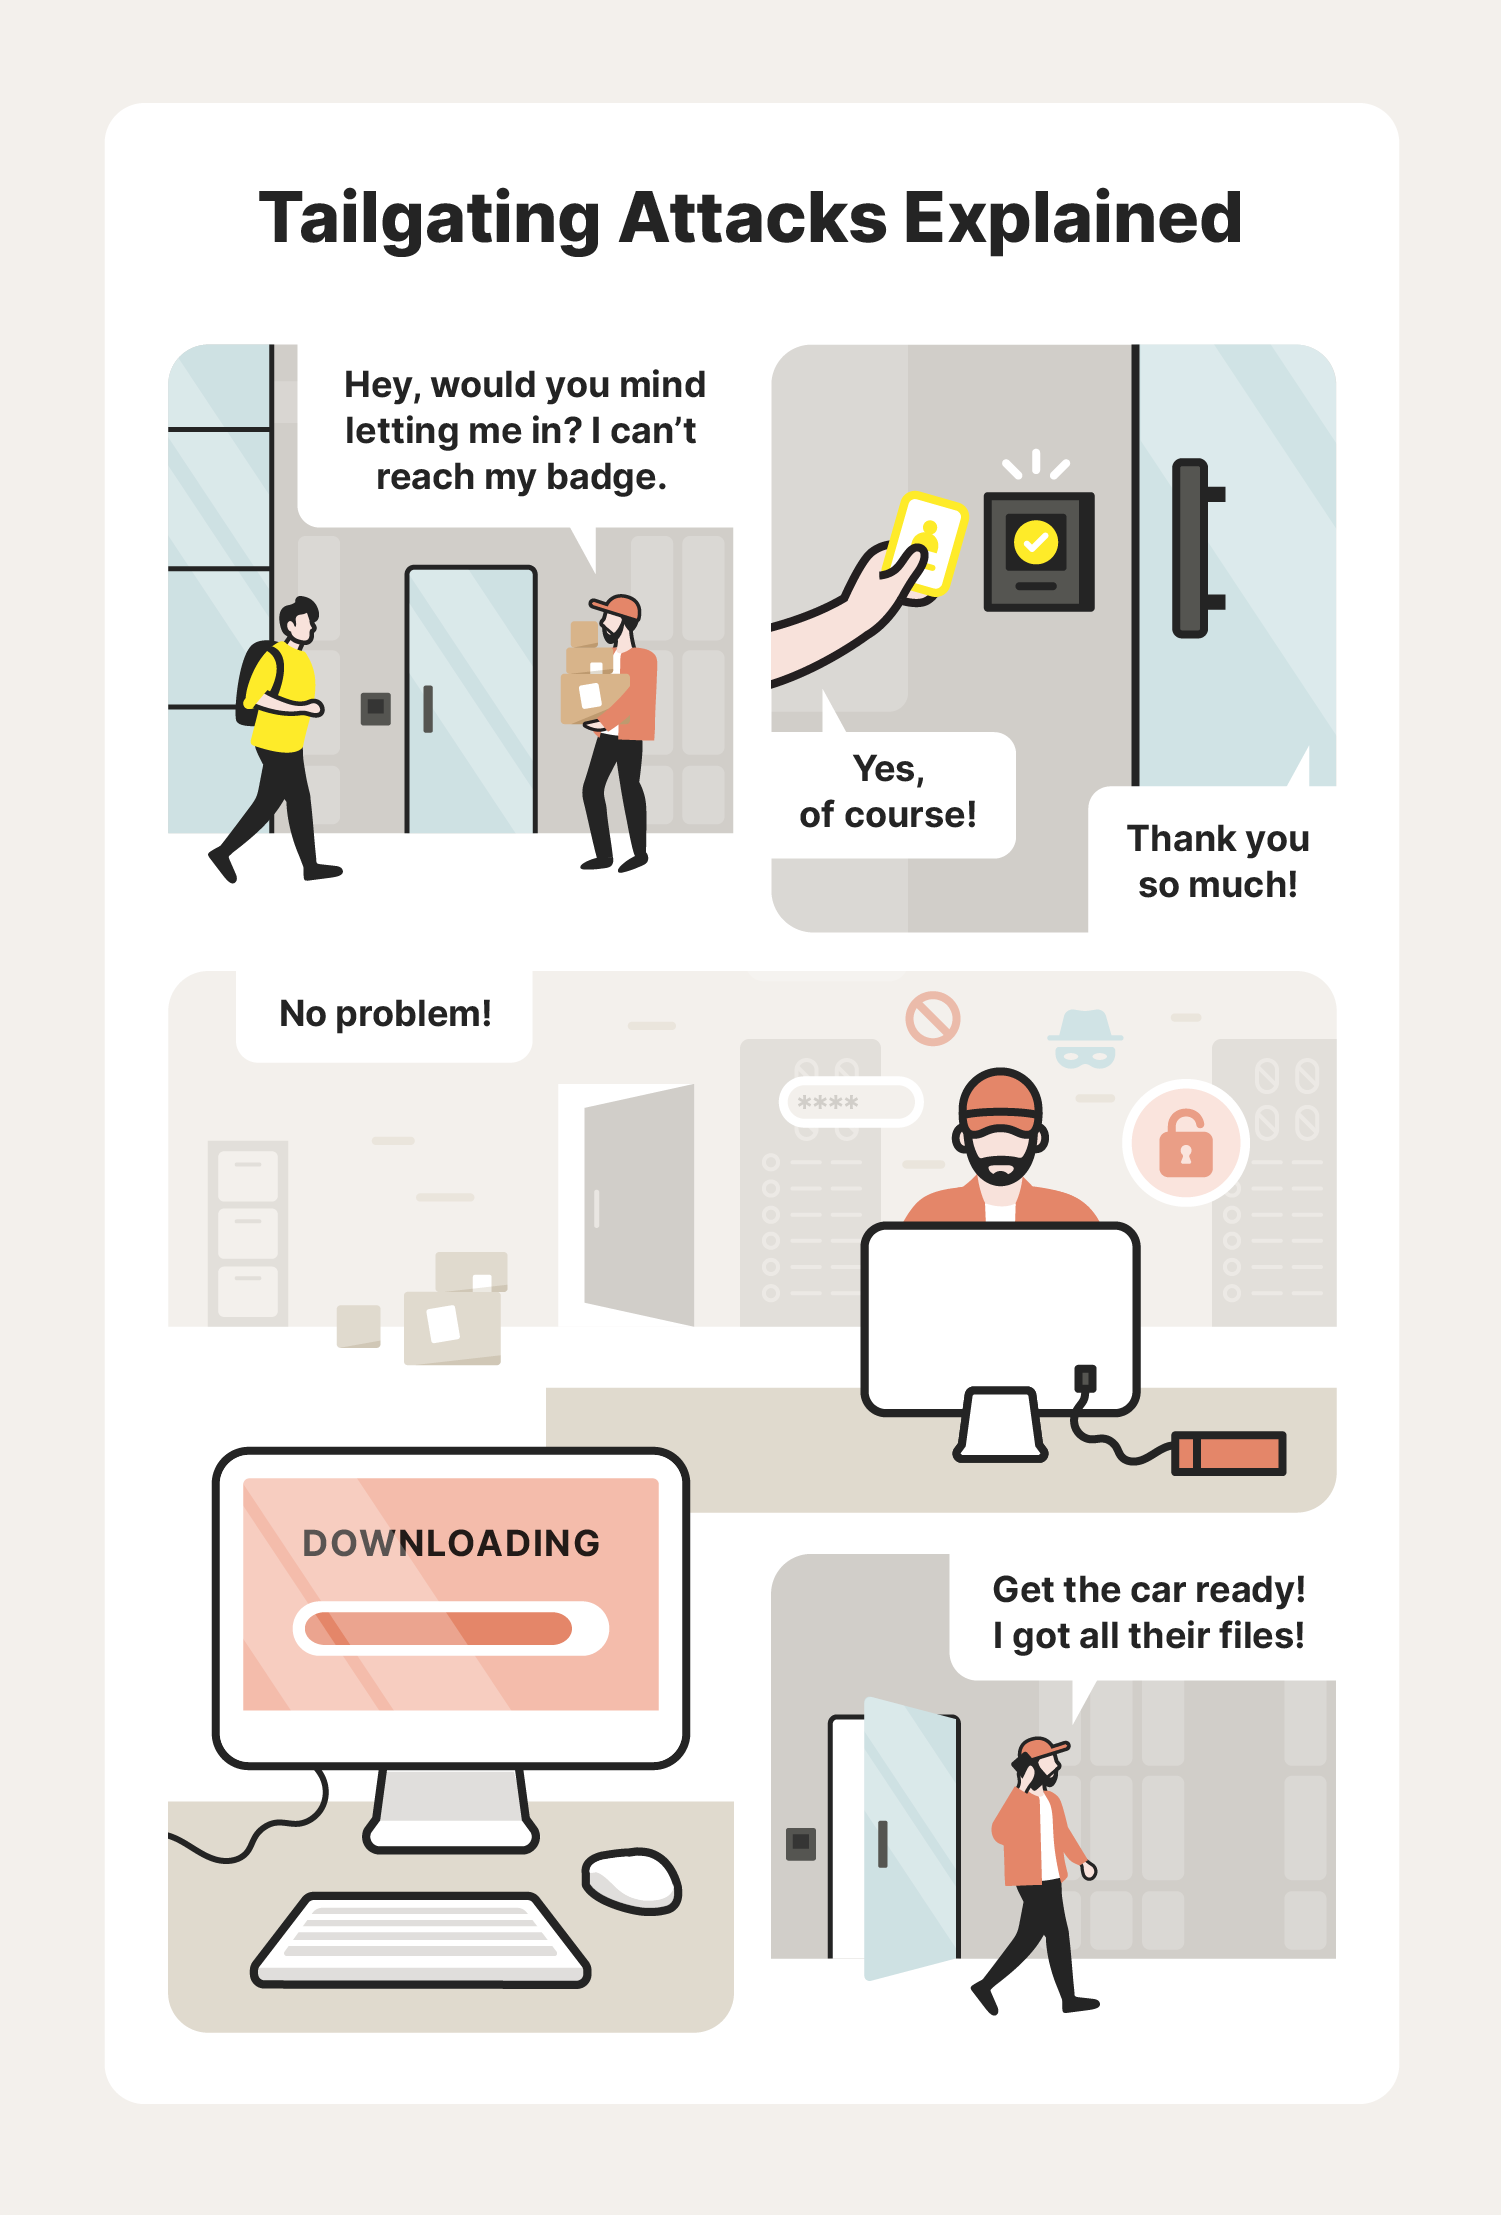 Tailgating Attacks Explained
Hey, would you mind
letting me in? I can’t
reach my badge.
Yes,
of course!
Thank you
so much!
No problem!
****
DOWNLOADING
Get the car ready!
I got all their files!